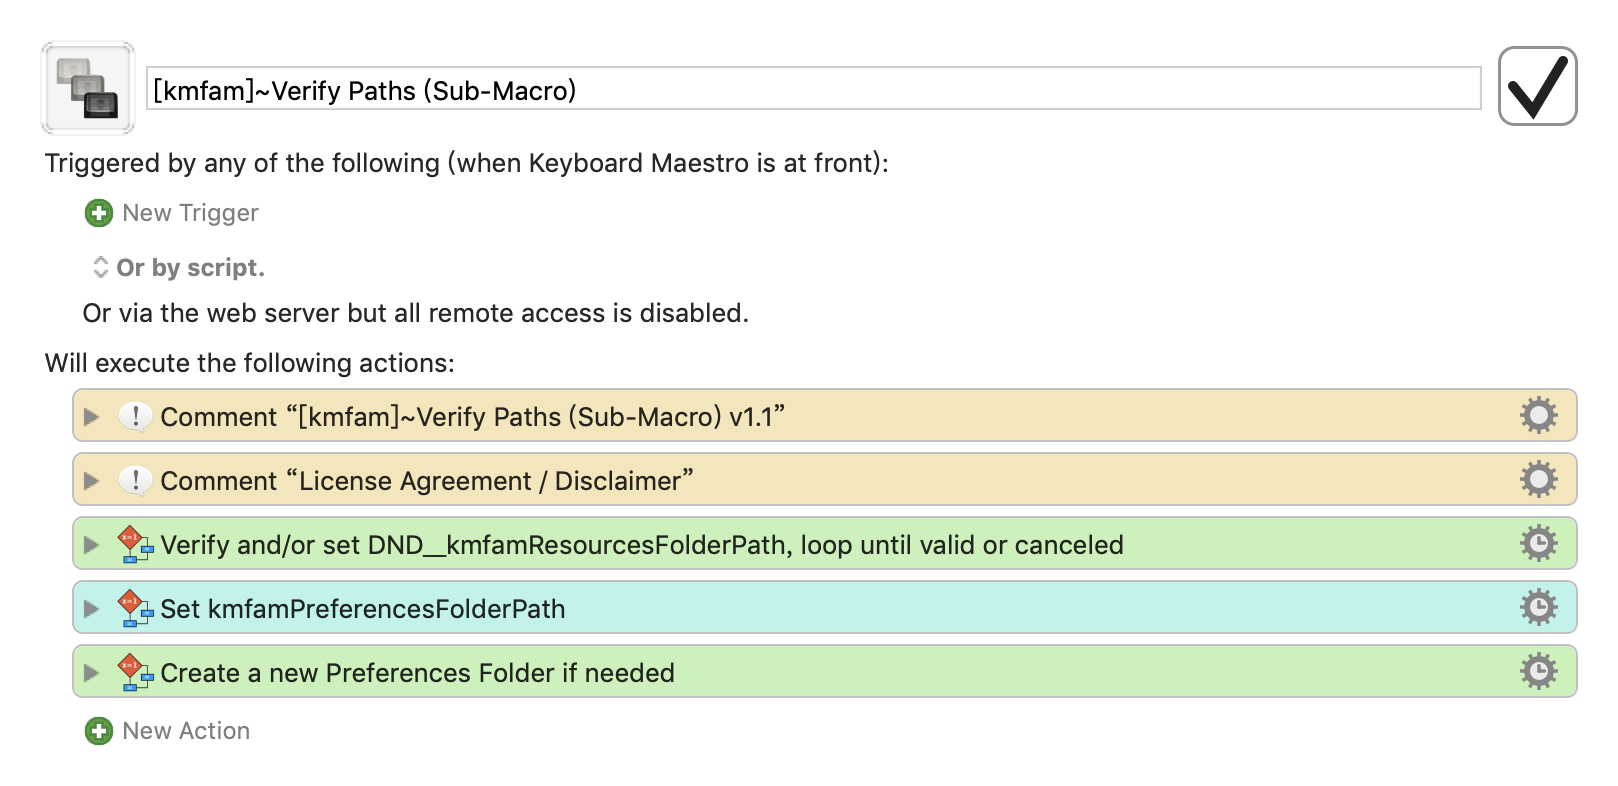 [kmfam]~Verify Paths (Sub-Macro)
Triggered by any of the following (when Keyboard Maestro is at front):
New Trigger
Or by script.
Or via the web server but all remote access is disabled.
Will execute the following actions:
Comment “[kmfam]~Verify Paths (Sub-Macro) v1.1”
Comment “License Agreement / Disclaimer”
Verify and/or set DND__kmfamResourcesFolderPath, loop until valid or canceled
Set kmfamPreferencesFolderPath
Create a new Preferences Folder if needed
New Action